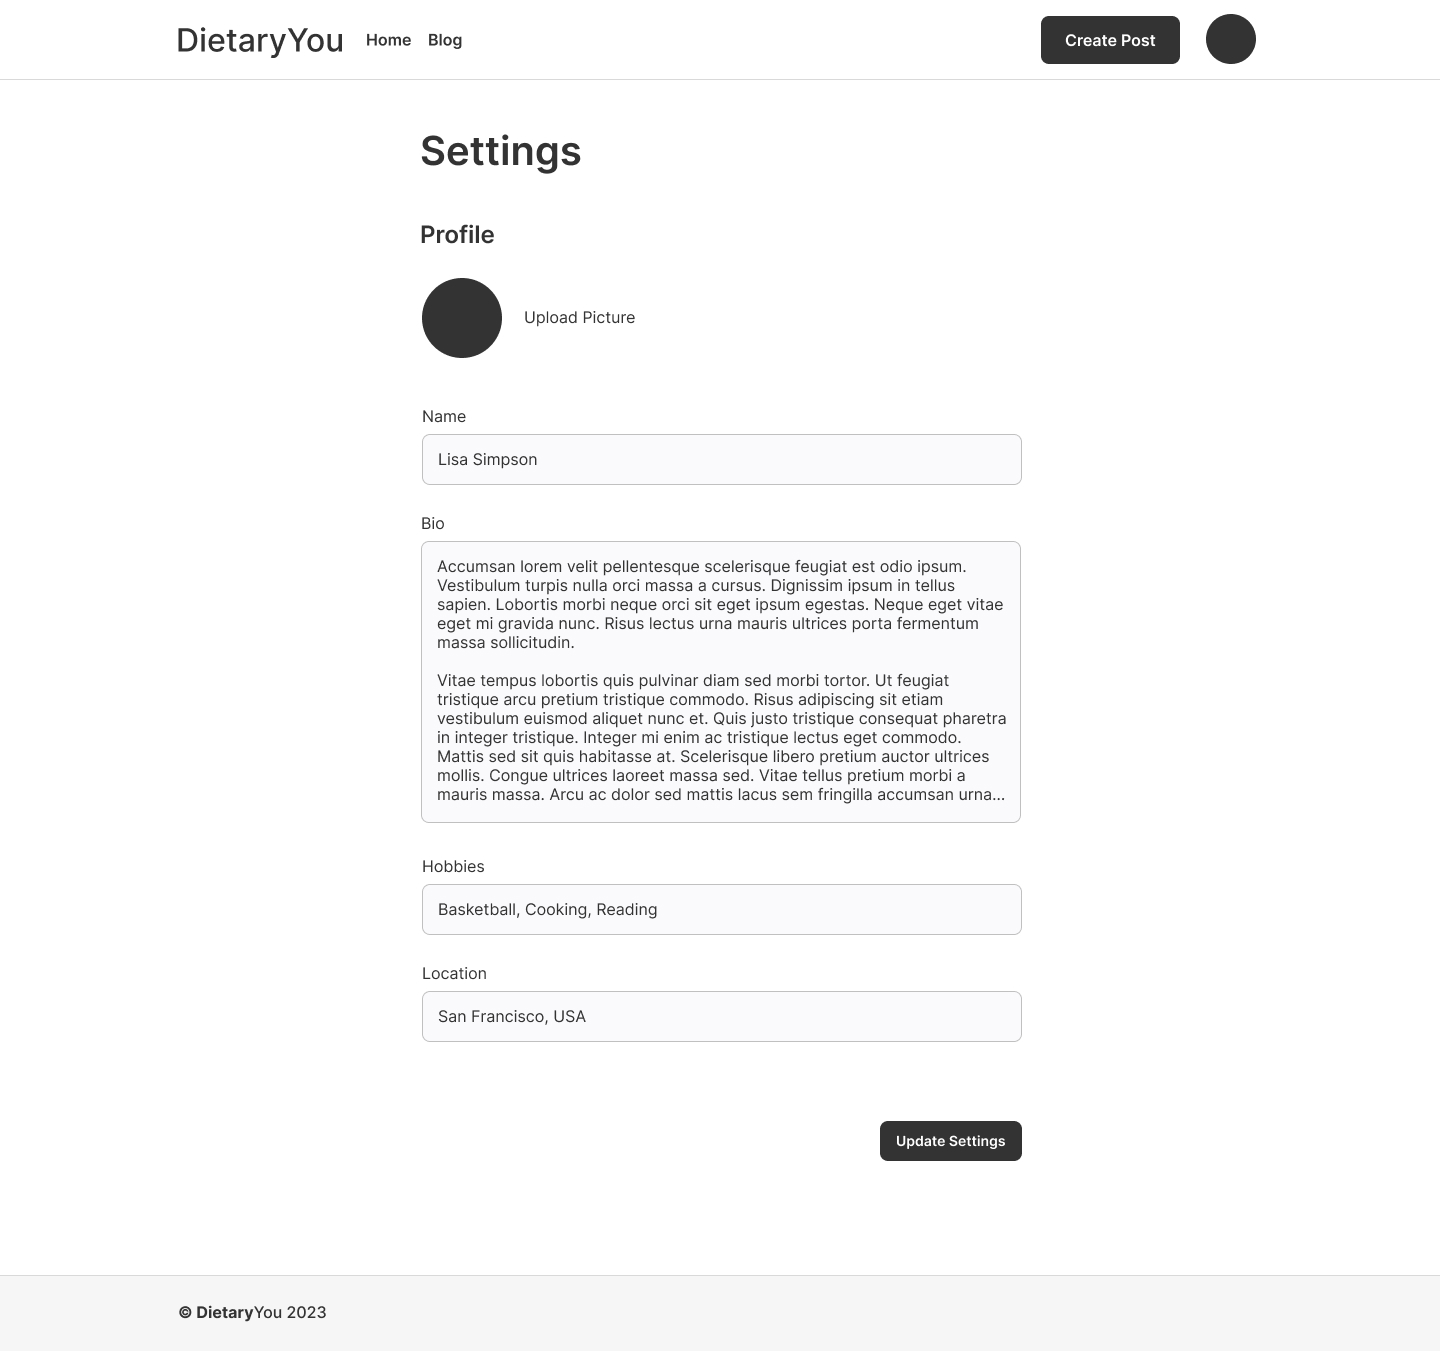 DietaryYou Home Blog Create Post
Settings
Profile
Upload Picture
Name
Lisa Simpson
Bio
Accumsan lorem velit pellentesque scelerisque feugiat est odio ipsum.
Vestibulum turpis nulla orci massa a cursus. Dignissim ipsum in tellus
sapien. Lobortis morbi neque orci sit eget ipsum egestas. Neque eget vitae
eget mi gravida nunc. Risus lectus urna mauris ultrices porta fermentum
massa sollicitudin.
Vitae tempus lobortis quis pulvinar diam sed morbi tortor. Ut feugiat
tristique arcu pretium tristique commodo. Risus adipiscing sit etiam
vestibulum euismod aliquet nunc et. Quis justo tristique consequat pharetra
in integer tristique. Integer mi enim ac tristique lectus eget commodo.
Mattis sed sit quis habitasse at. Scelerisque libero pretium auctor ultrices
mollis. Congue ultrices laoreet massa sed. Vitae tellus pretium morbi a
mauris massa. Arcu ac dolor sed mattis lacus sem fringilla accumsan urna...
Hobbies
Basketball, Cooking, Reading
Location
San Francisco, USA
Update Settings
© DietaryYou 2023